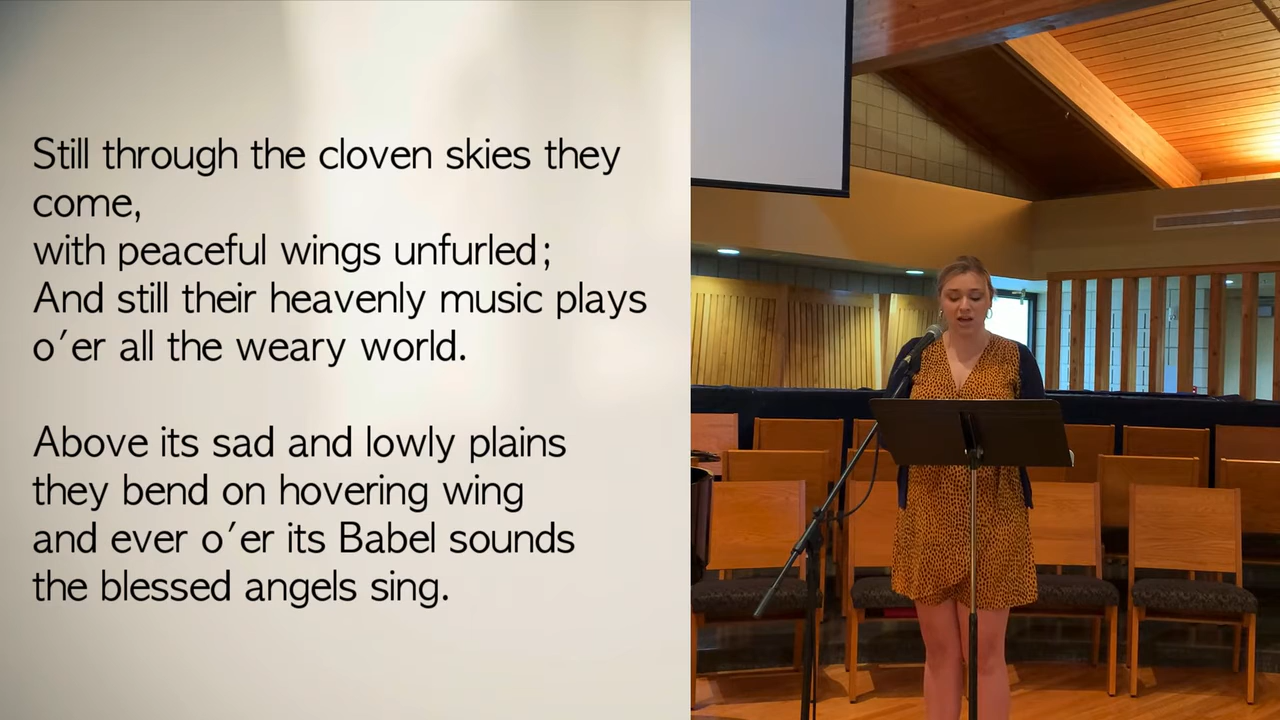 Still through the cloven skies they
come,
with peaceful wings unfurled;
And still their heavenly music plays
o′er all the weary world.
Above its sad and lowly plains
they bend on hovering wing
and ever o′er its Babel sounds
the blessed angels sing.